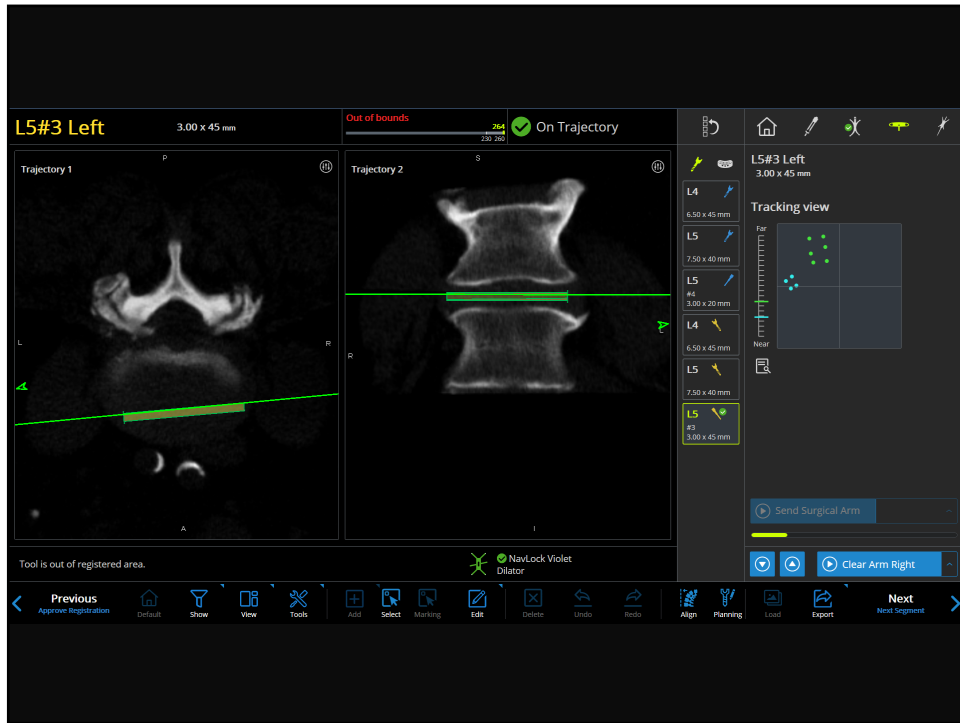 L5#3 Left
3.00 x 45 mm
Out of bounds
264
230 260
On Trajectory
Trajectory 1
P
L
R
A
Trajectory 2
S
R
L
I
L4
6.50 x 45 mm
L5
7.50 x 40 mm
L5
#4
3.00 x 20 mm
L4
6.50 x 45 mm
L5
7.50 x 40 mm
L5
#3
3.00 x 45 mm
L5#3 Left
3.00 x 45 mm
Tracking view
Far
Near
Send Surgical Arm
Clear Arm Right
Tool is out of registered area.
NavLock Violet
Dilator
Previous
Approve Registration
Default
Show
View
Tools
Add
Select
Marking
Edit
Delete
Undo
Redo
Align
Planning
Load
Export
Next
Next Segment